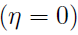 (η = 0)